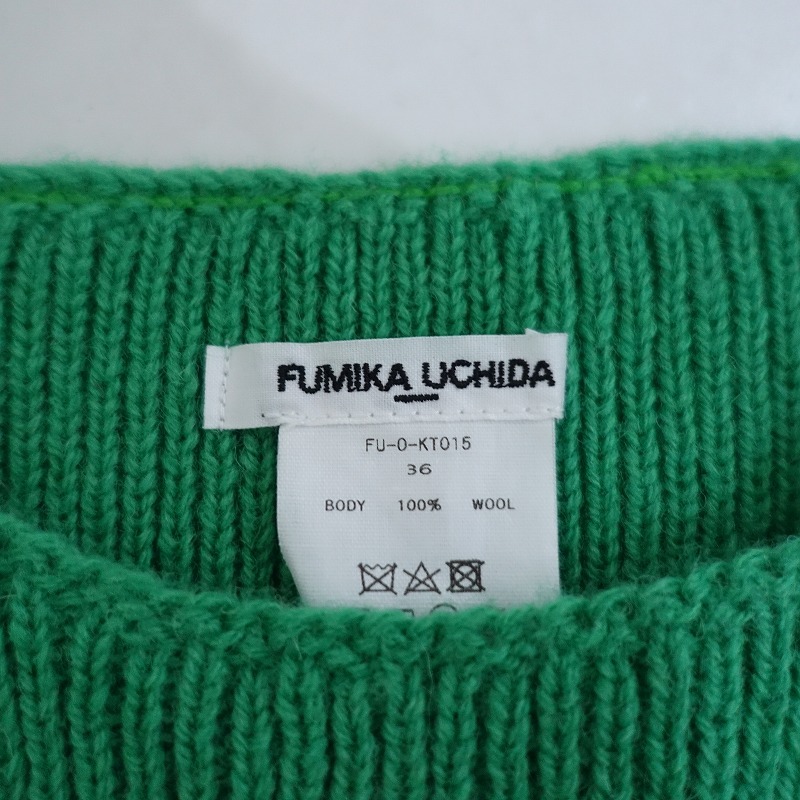 FUMIKA UCHIDA
FU-O-KT015
36
BODY 100% WOOL